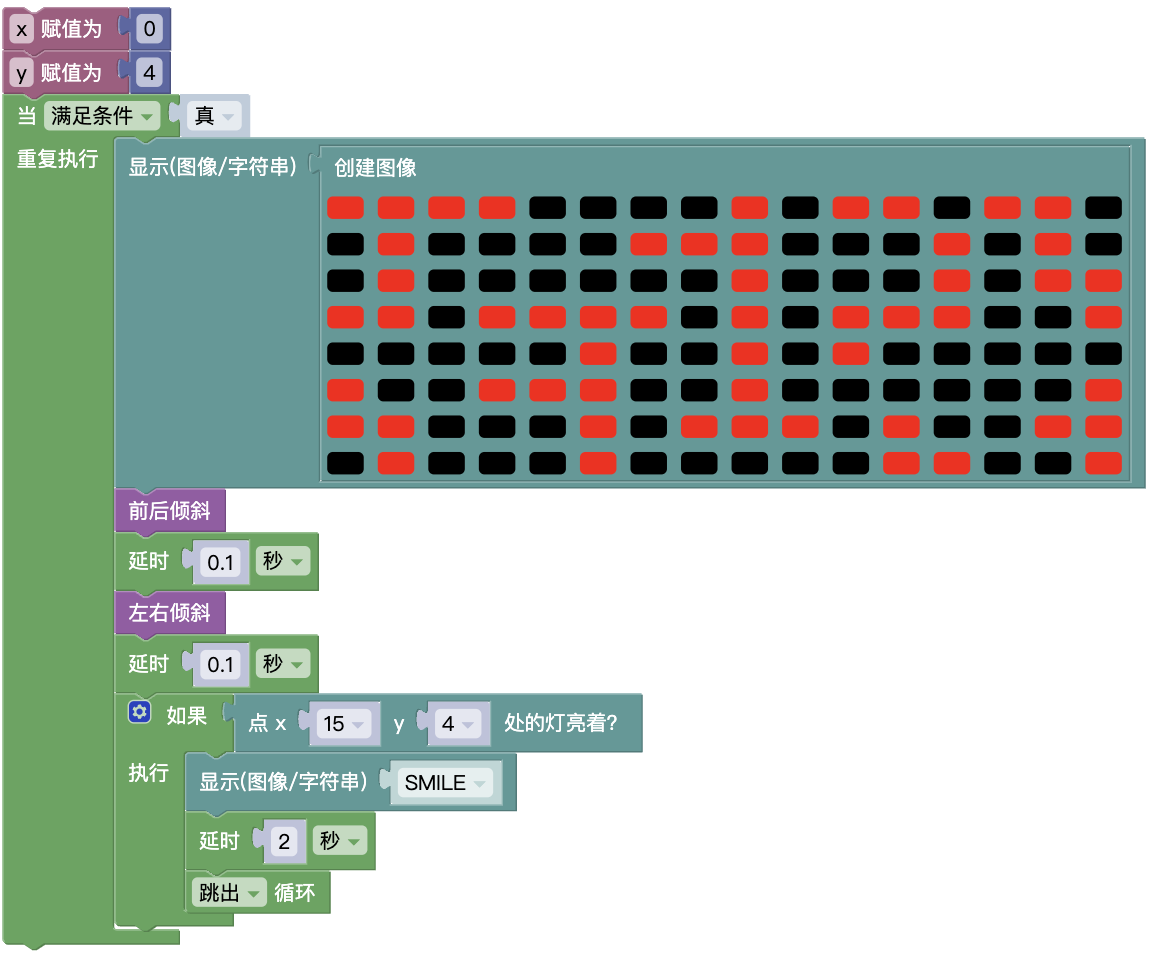 x 赋值为 0
y 赋值为 4
当 满足条件 真
重复执行 显示(图像/字符串) 创建图像
前后倾斜
延时 0.1 秒
左右倾斜
延时 0.1 秒
如果 点 x 15 y 4 处的灯亮着?
执行 显示(图像/字符串) SMILE
延时 2 秒
跳出 循环